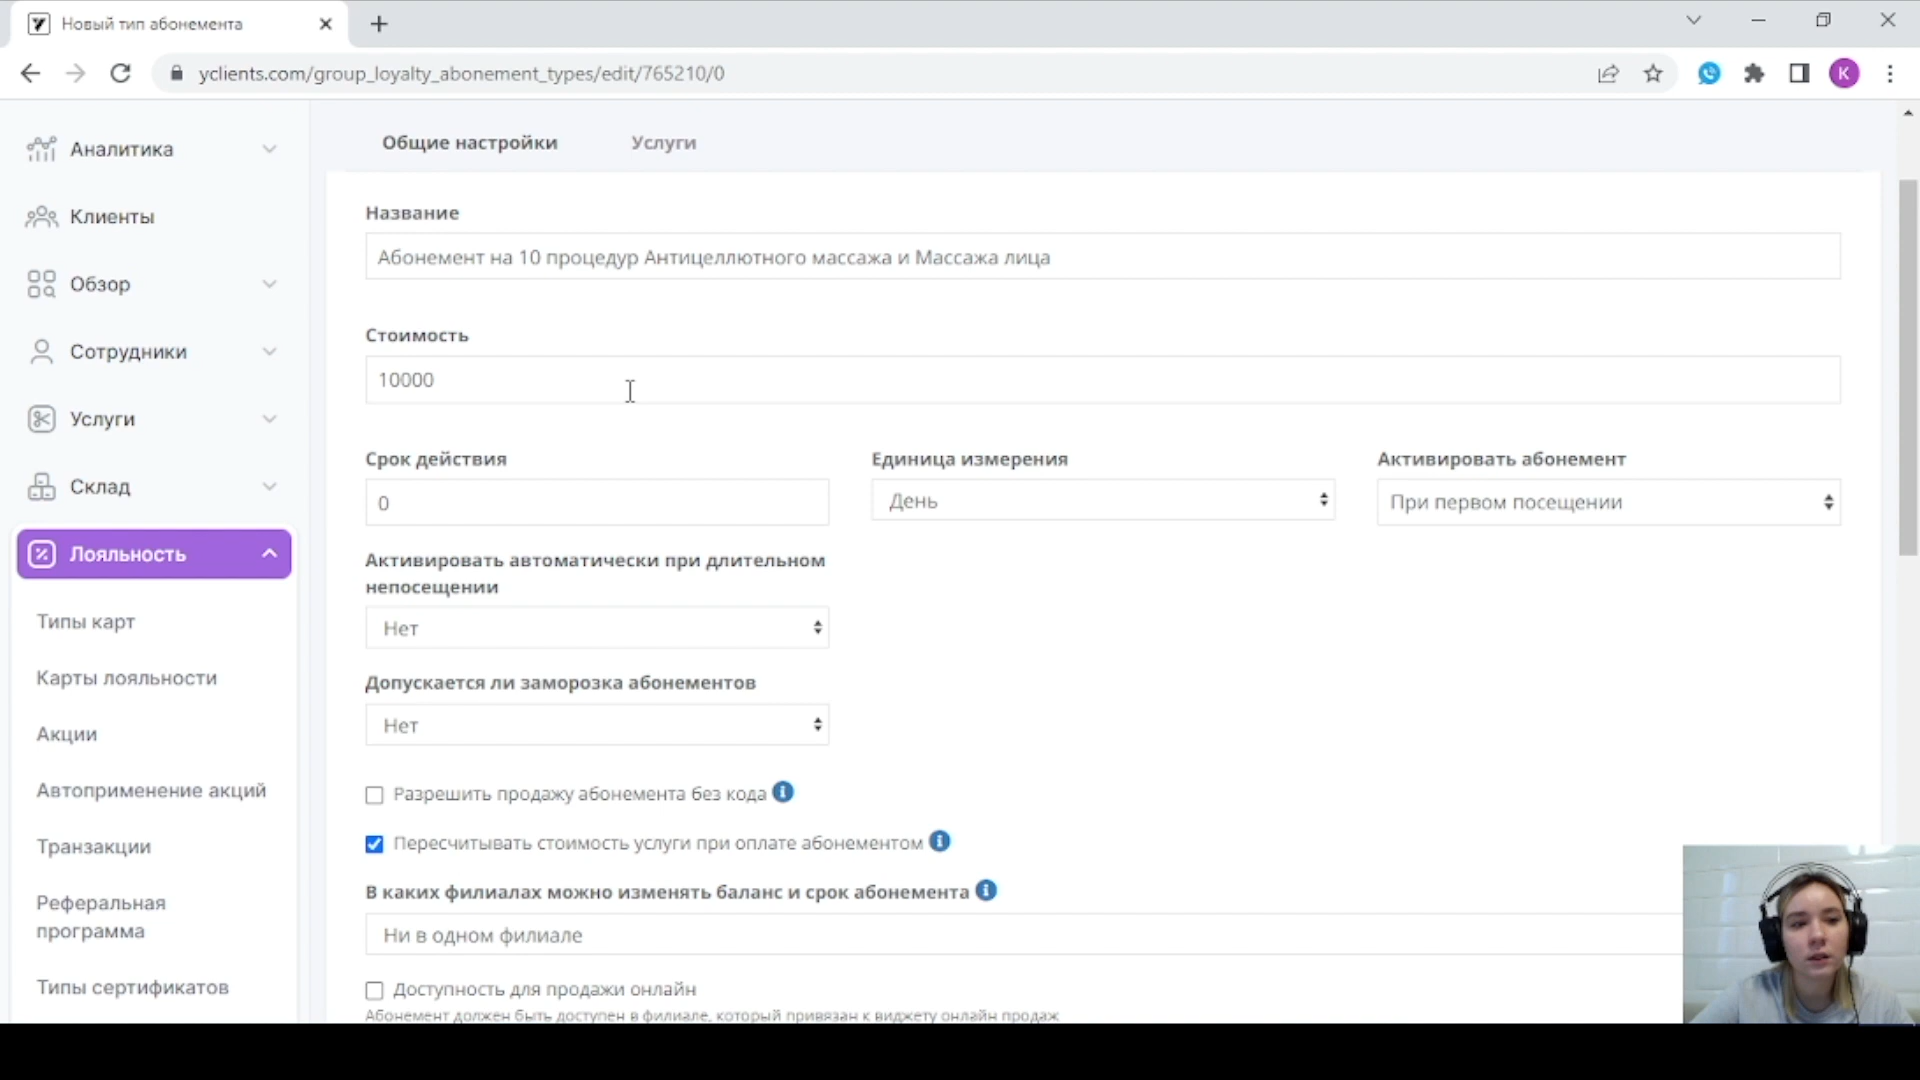 Новый тип абонемента
yclients.com/group_loyalty_abonement_types/edit/765210/0
K
Аналитика
Клиенты
Обзор
Сотрудники
Услуги
Склад
Лояльность
Типы карт
Карты лояльности
Акции
Автоприменение акций
Транзакции
Реферальная
программа
Типы сертификатов
Общие настройки Услуги
Название
Абонемент на 10 процедур Антицеллютного массажа и Массажа лица
Стоимость
10000
Срок действия Единица измерения Активировать абонемент
0 День При первом посещении
Активировать автоматически при длительном
непосещении
Нет
Допускается ли заморозка абонементов
Нет
Разрешить продажу абонемента без кода
Пересчитывать стоимость услуги при оплате абонементом
В каких филиалах можно изменять баланс и срок абонемента
Ни в одном филиале
Доступность для продажи онлайн
Абонемент должен быть доступен в филиале, который привязан к виджету онлайн продаж